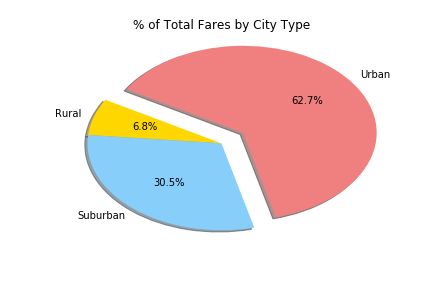 % of Total Fares by City Type
Urban
62.7%
Rural
6.8%
30.5%
Suburban